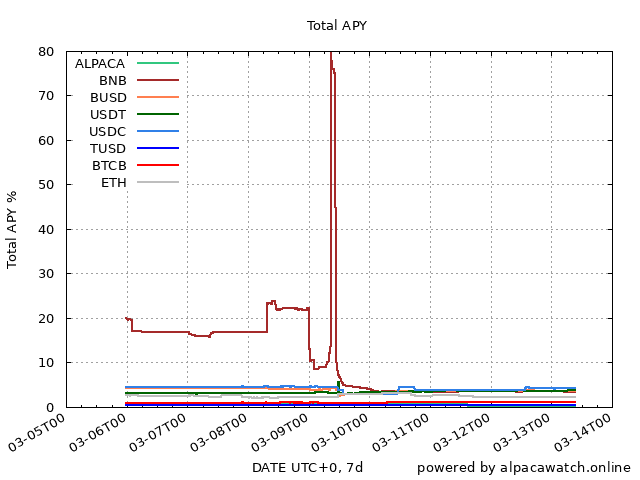 Total APY
80
70
60
50
40
30
20
10
0
Total APY %
ALPACA
BNB
BUSD
USDT
USDC
TUSD
BTCB
ETH
03-05T00
03-06T00
03-07T00
03-08T00
03-09T00
03-10T00
03-11T00
03-12T00
03-13T00
03-14T00
DATE UTC+0, 7d
powered by alpacawatch.online